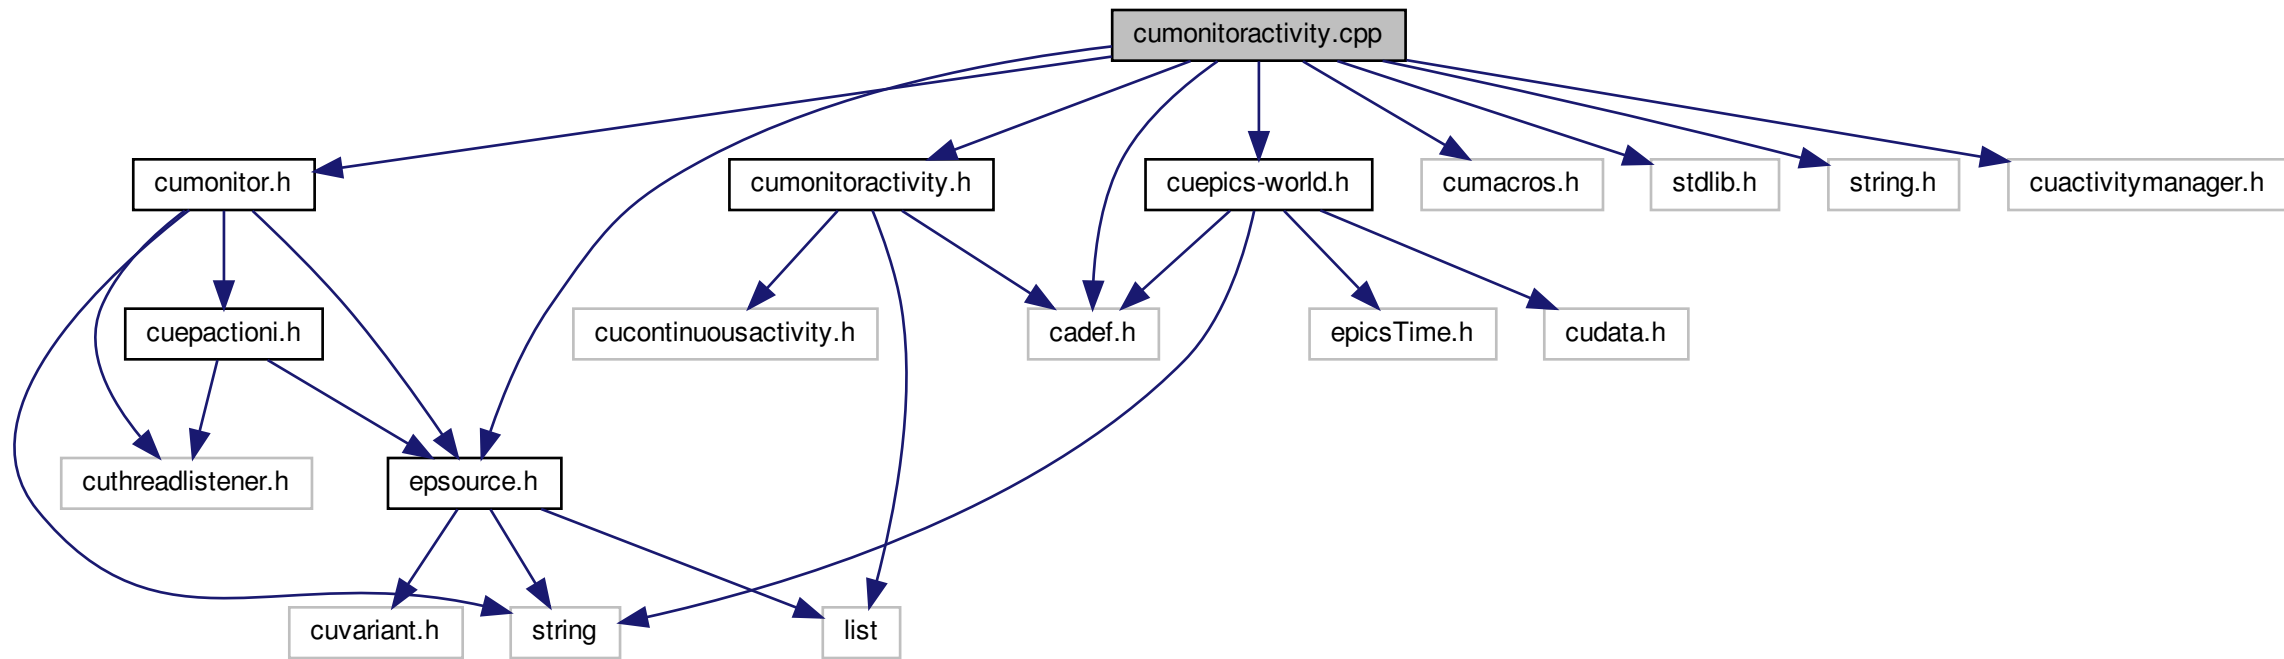 cumonitoractivity.cpp
cumonitor.h
cumonitoractivity.h
cuepics-world.h
cumacros.h
stdlib.h
string.h
cuactivitymanager.h
cuepactioni.h
cucontinuousactivity.h
cadef.h
epicsTime.h
cudata.h
cuthreadlistener.h
epsource.h
cuvariant.h
string
list